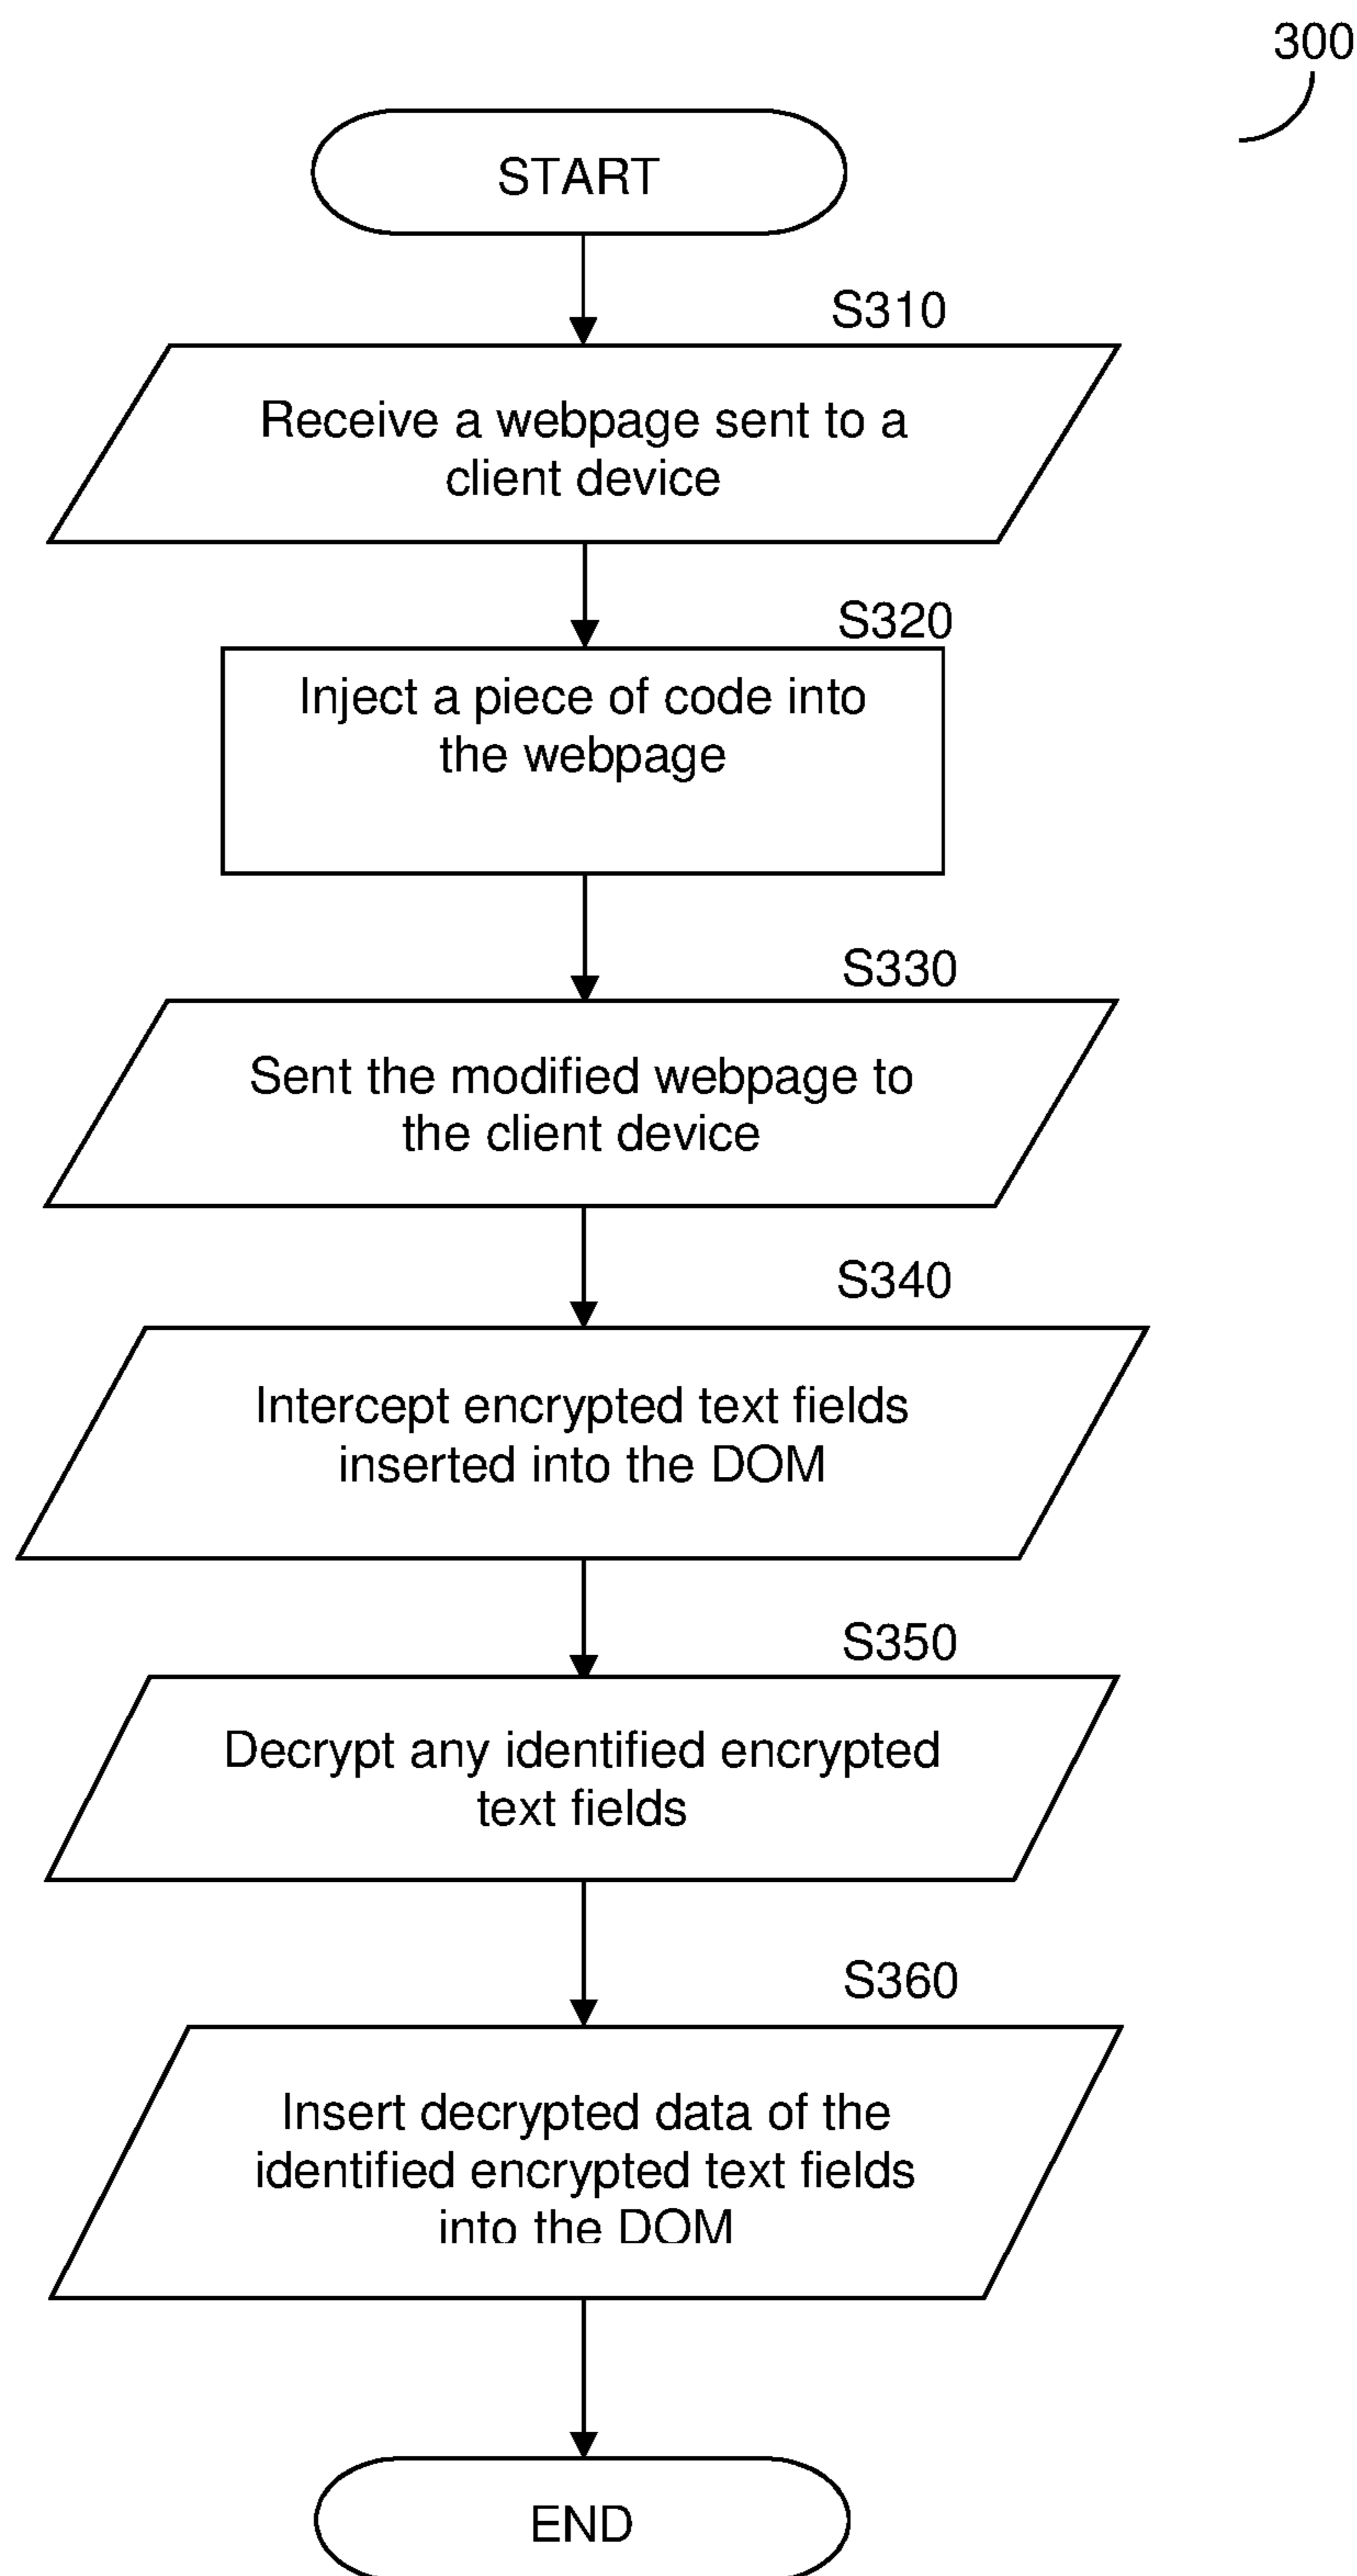 300
START
S310
Receive a webpage sent to a
client device
S320
Inject a piece of code into
the webpage
S330
Sent the modified webpage to
the client device
S340
Intercept encrypted text fields
inserted into the DOM
S350
Decrypt any identified encrypted
text fields
S360
Insert decrypted data of the
identified encrypted text fields
into the DOM
END